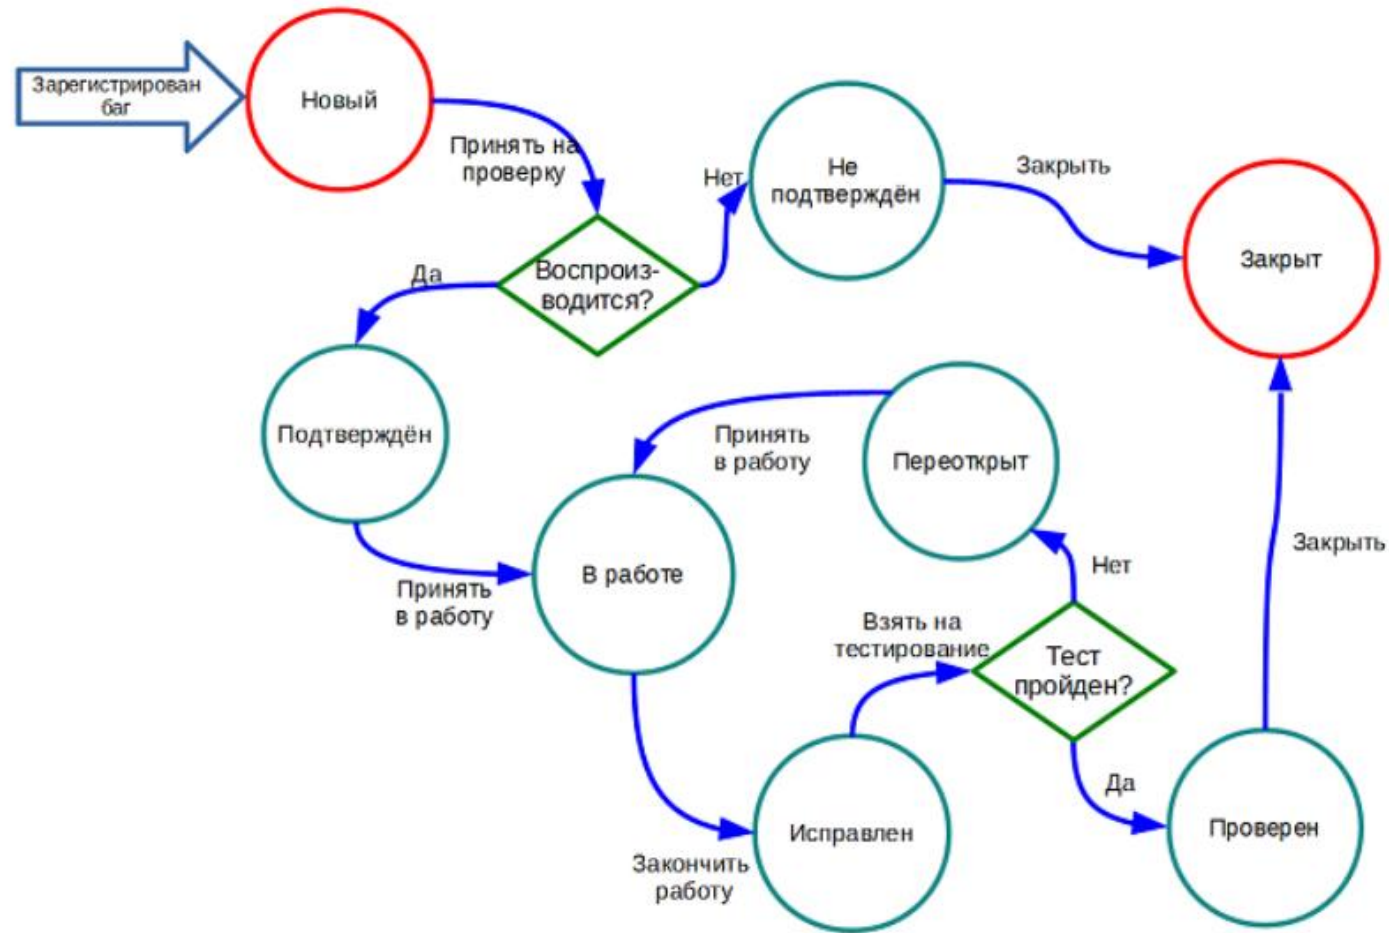 Зарегистрирован
баг
Новый
Принять на
проверку
Нет
Не
подтверждён
Закрыть
Закрыт
Воспроиз-
водится?
Да
Подтверждён
Принять
в работу
Переоткрыт
Принять
в работу
В работе
Нет
Закрыть
Взять на
тестирование
Тест
пройден?
Да
Исправлен
Проверен
Закончить
работу